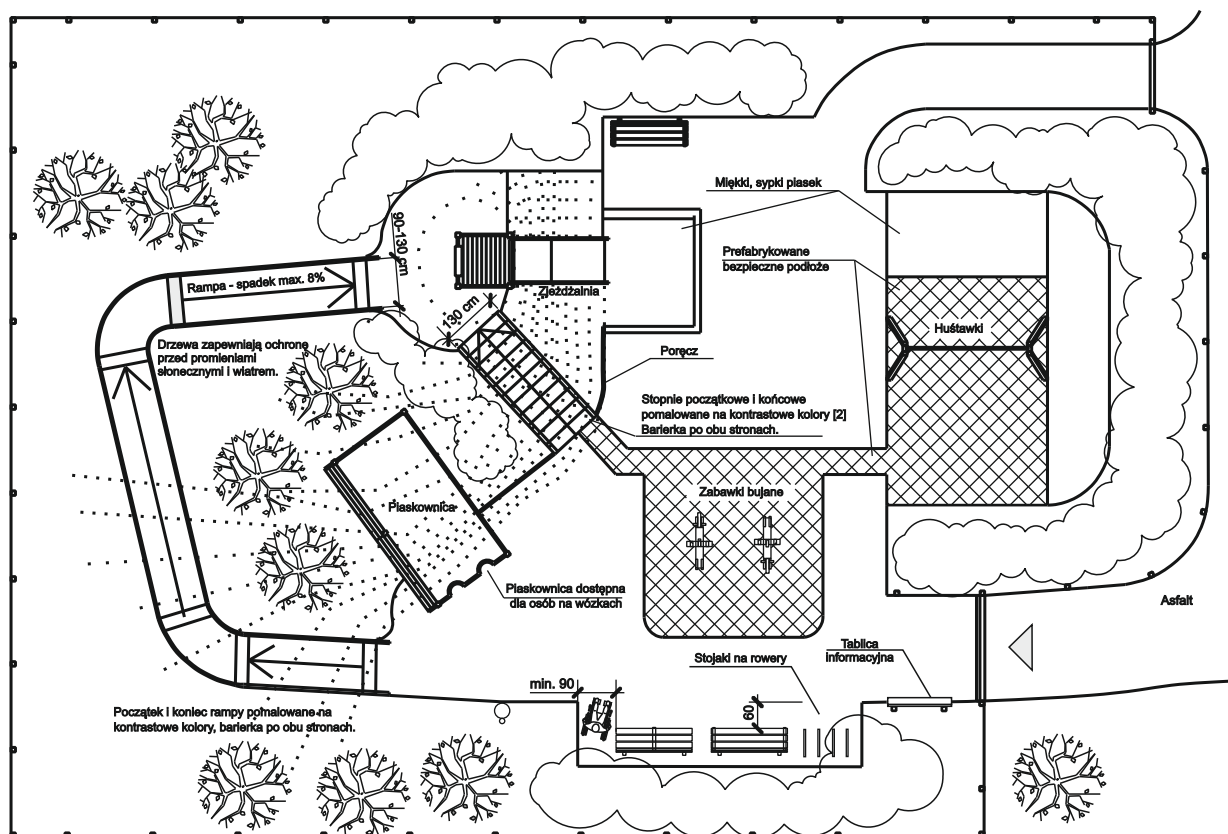 Miękki, sypki piasek
90-130 cm
Prefabrykowane
bezpieczne podłoże
Rampa - spadek max. 8%
Zjeżdżalnia
130 cm
Huśtawki
Drzewa zapewniają ochronę
przed promieniami
słonecznymi i wiatrem.
Poręcz
Stopnie początkowe i końcowe
pomalowane na kontrastowe kolory [2]
Barierka po obu stronach.
Zabawki bujane
Piaskownica
Piaskownica dostępna
dla osób na wózkach
Asfalt
Tablica
informacyjna
Stojaki na rowery
min. 90
60
Początek i koniec rampy pomalowane na
kontrastowe kolory, barierka po obu stronach.